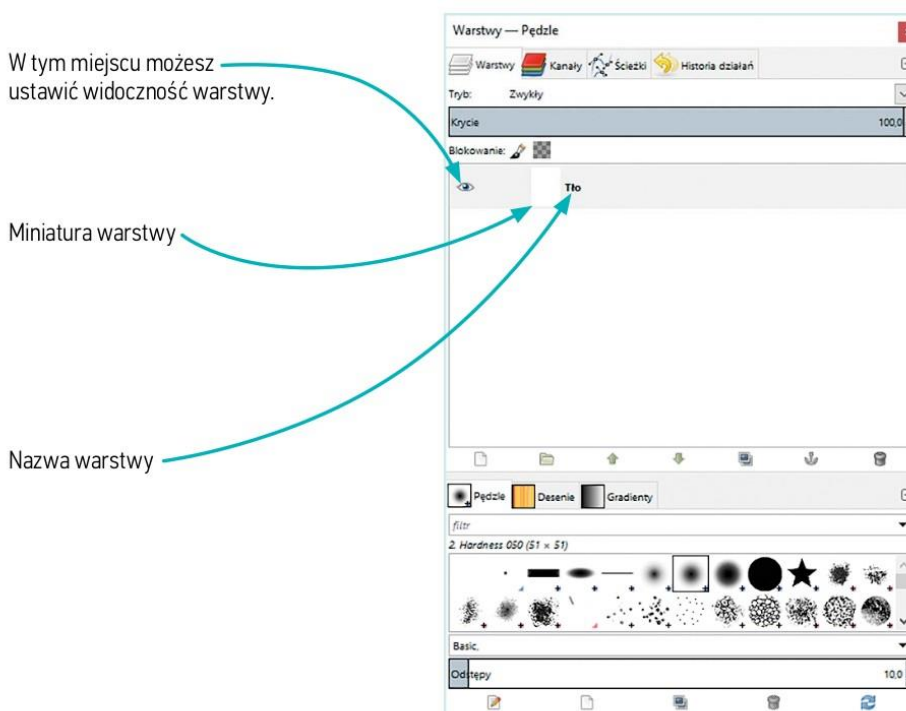 Warstwy — Pędzle
W tym miejscu możesz
ustawić widoczność warstwy.
Warstwy Kanały Ścieżki Historia działań
Tryb: Zwykły
Krycie 100,0
Blokowanie:
Tło
Miniatura warstwy
Nazwa warstwy
Pędzle Desenie Gradienty
filtr
2. Hardness 050 (51 × 51)
Basic,
Odstępy 10,0